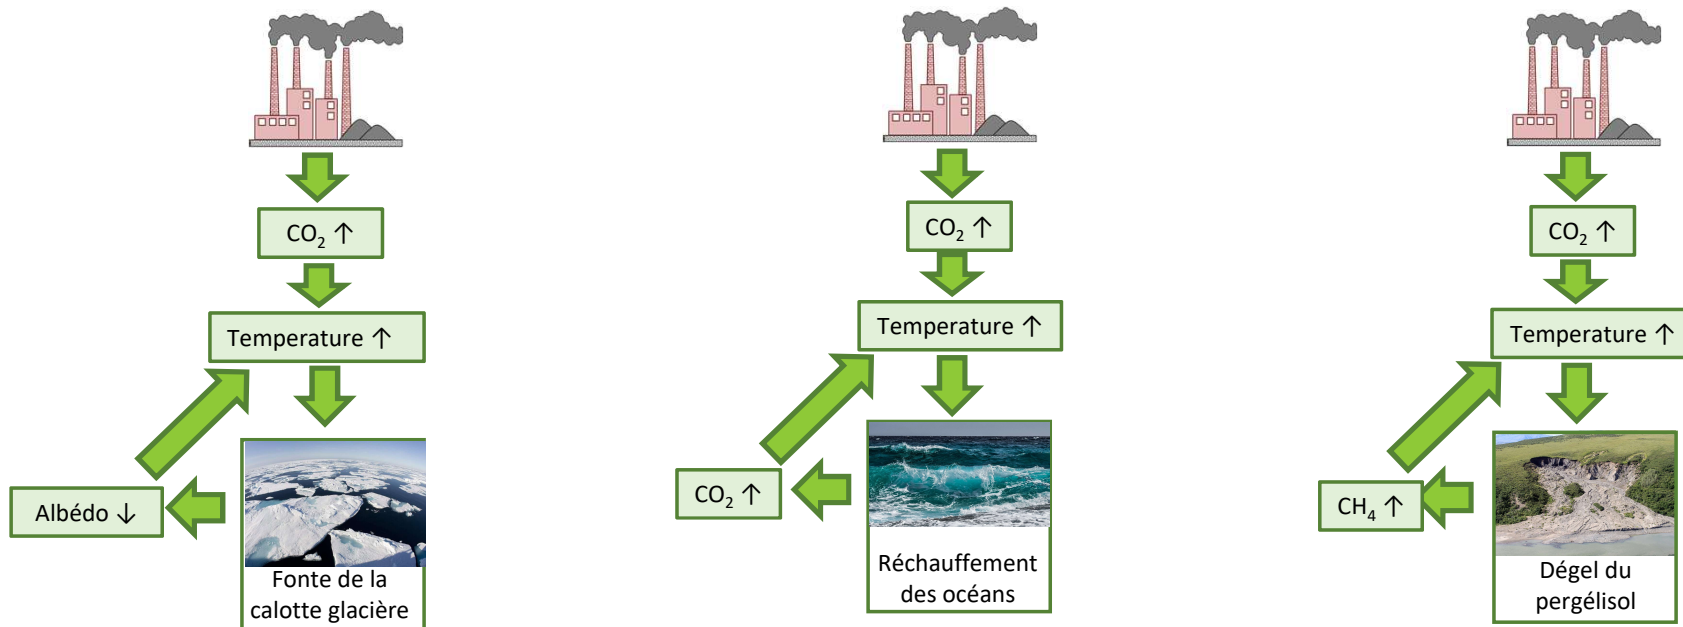 CO₂ ↑
Temperature ↑
Albédo ↓
Fonte de la
calotte glacière
CO₂ ↑
Temperature ↑
CO₂ ↑
Réchauffement
des océans
CO₂ ↑
Temperature ↑
CH₄ ↑
Dégel du
pergélisol